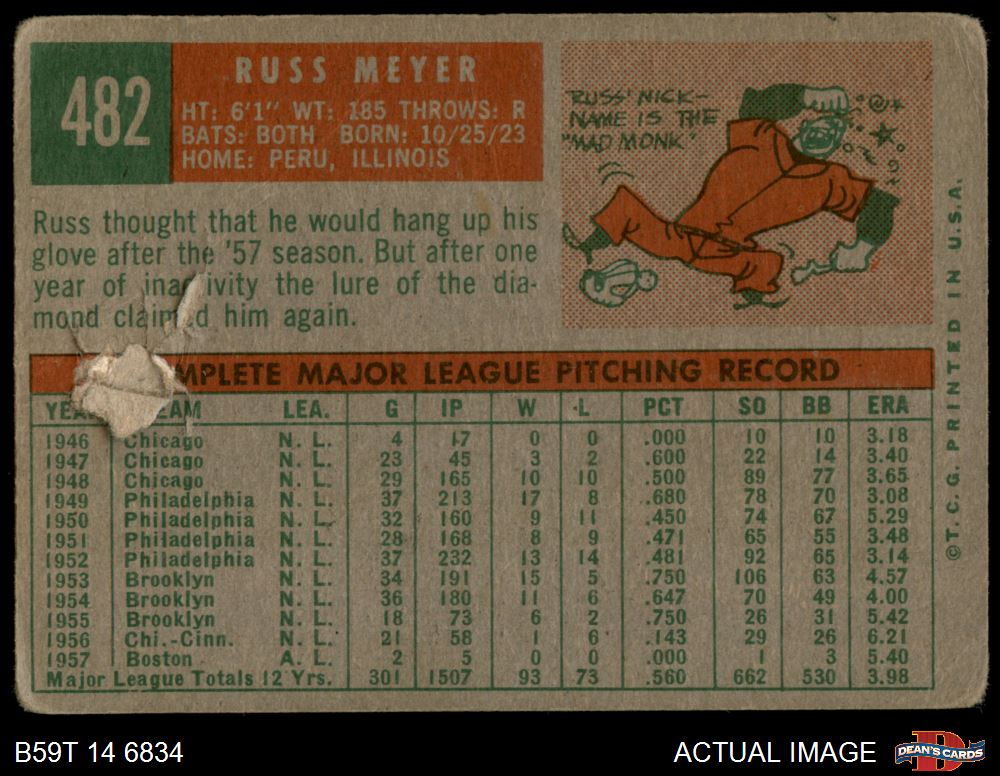 482
RUSS MEYER
HT: 6'1" WT: 185 THROWS: R
BATS: BOTH BORN: 10/25/23
HOME: PERU, ILLINOIS
RUSS' NICK-
NAME IS THE
"MAD MONK"
Russ thought that he would hang up his
glove after the '57 season. But after one
year of inactivity the lure of the dia-
mond claimed him again.
MPLETE MAJOR LEAGUE PITCHING RECORD
YEA EAM LEA. G IP W L PCT SO BB ERA
1946 Chicago N. L. 4 17 0 0 .000 10 10 3.18
1947 Chicago N. L. 23 45 3 2 .600 22 14 3.40
1948 Chicago N. L. 29 165 10 10 .500 89 77 3.65
1949 Philadelphia N. L. 37 213 17 8 .680 78 70 3.08
1950 Philadelphia N. L. 32 160 9 11 .450 74 67 5.29
1951 Philadelphia N. L. 28 168 8 9 .471 65 55 3.48
1952 Philadelphia N. L. 37 232 13 14 .481 92 65 3.14
1953 Brooklyn N. L. 34 191 15 5 .750 106 63 4.57
1954 Brooklyn N. L. 36 180 11 6 .647 70 49 4.00
1955 Brooklyn N. L. 18 73 6 2 .750 26 31 5.42
1956 Chi.-Cinn. N. L. 21 58 1 6 .143 29 26 6.21
1957 Boston A. L. 2 5 0 0 .000 1 3 5.40
Major League Totals 12 Yrs. 301 1507 93 73 .560 662 530 3.98
©T.C.G. PRINTED IN U.S.A.
B59T 14 6834
ACTUAL IMAGE
D
DEAN'S CARDS